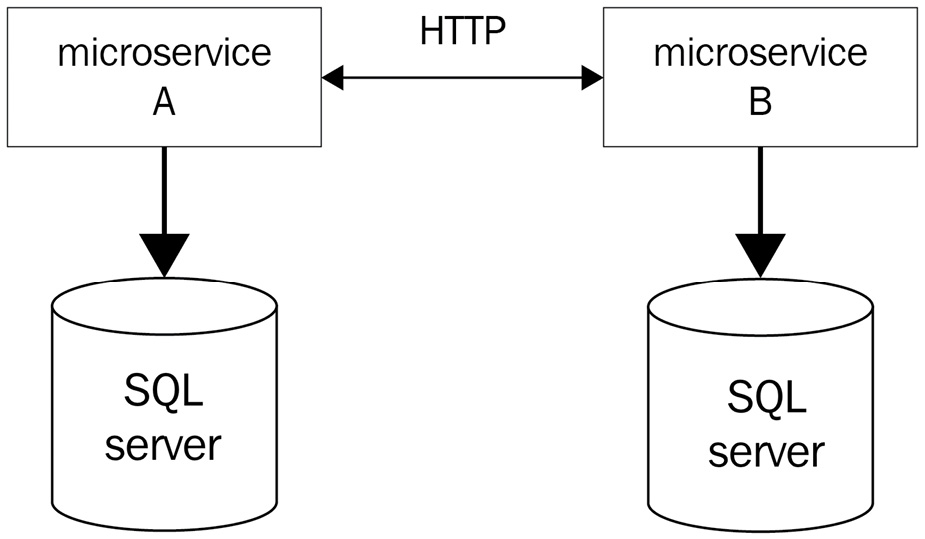 microservice
A
HTTP
microservice
B
SQL
server
SQL
server